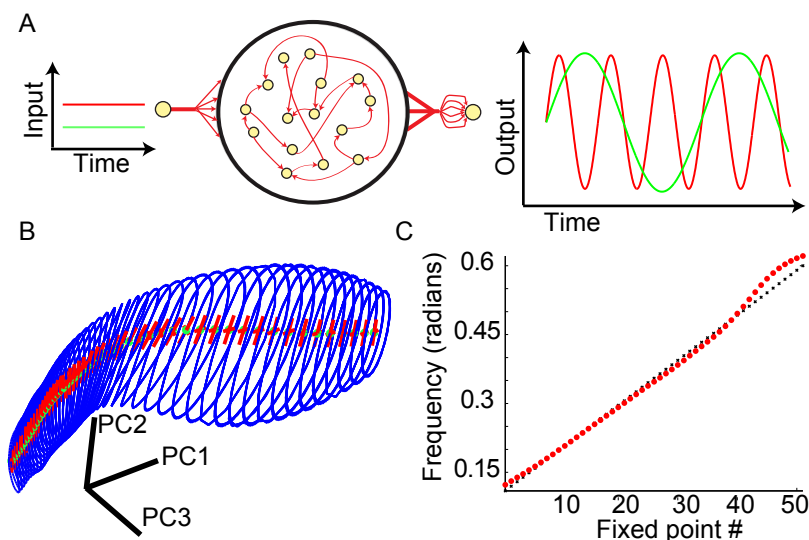 A
Input
Time
Output
Time
B
PC2
PC1
PC3
C
Frequency (radians)
0.6
0.45
0.3
0.15
10 20 30 40 50
Fixed point #